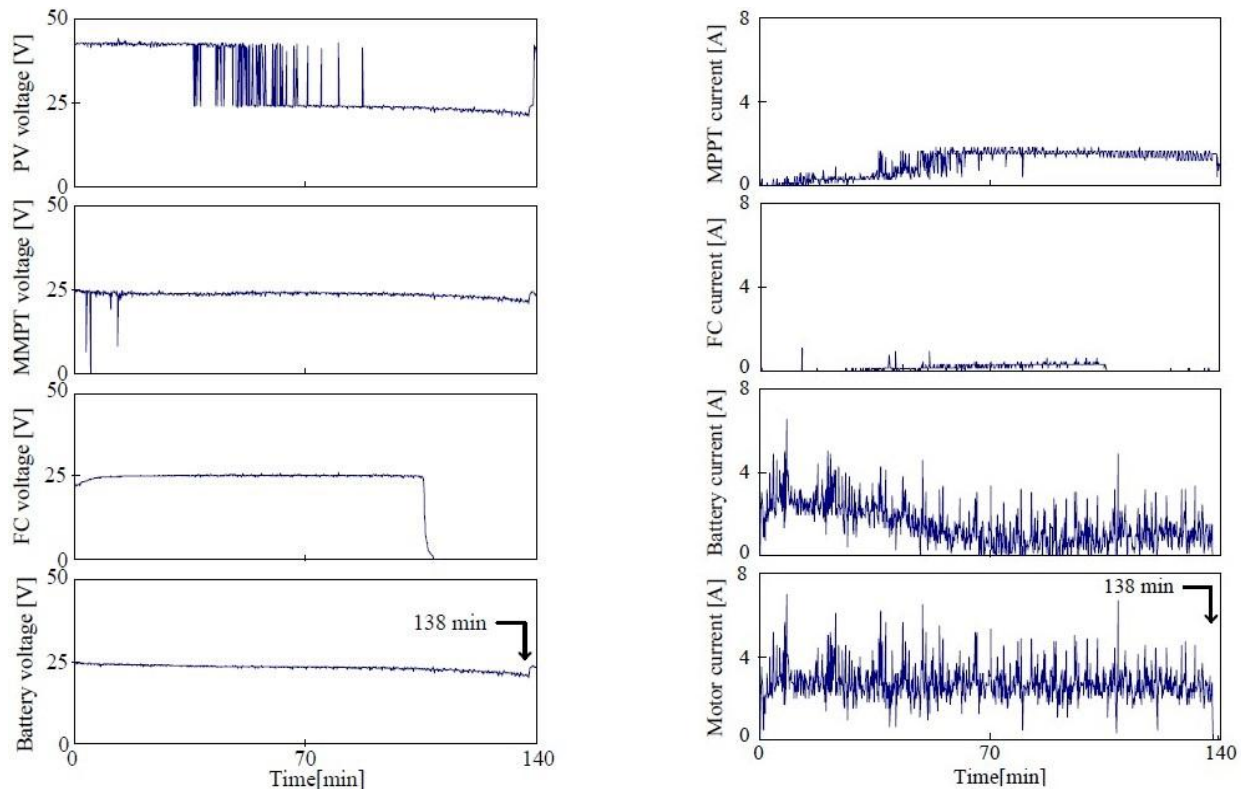 PV voltage [V]
50
25
0
MMPT voltage [V]
50
25
0
FC voltage [V]
50
25
0
Battery voltage [V]
50
25
0
138 min
0
70
140
Time[min]
MPPT current [A]
8
4
0
FC current [A]
8
4
0
Battery current [A]
8
4
0
Motor current [A]
8
4
0
138 min
0
70
140
Time[min]